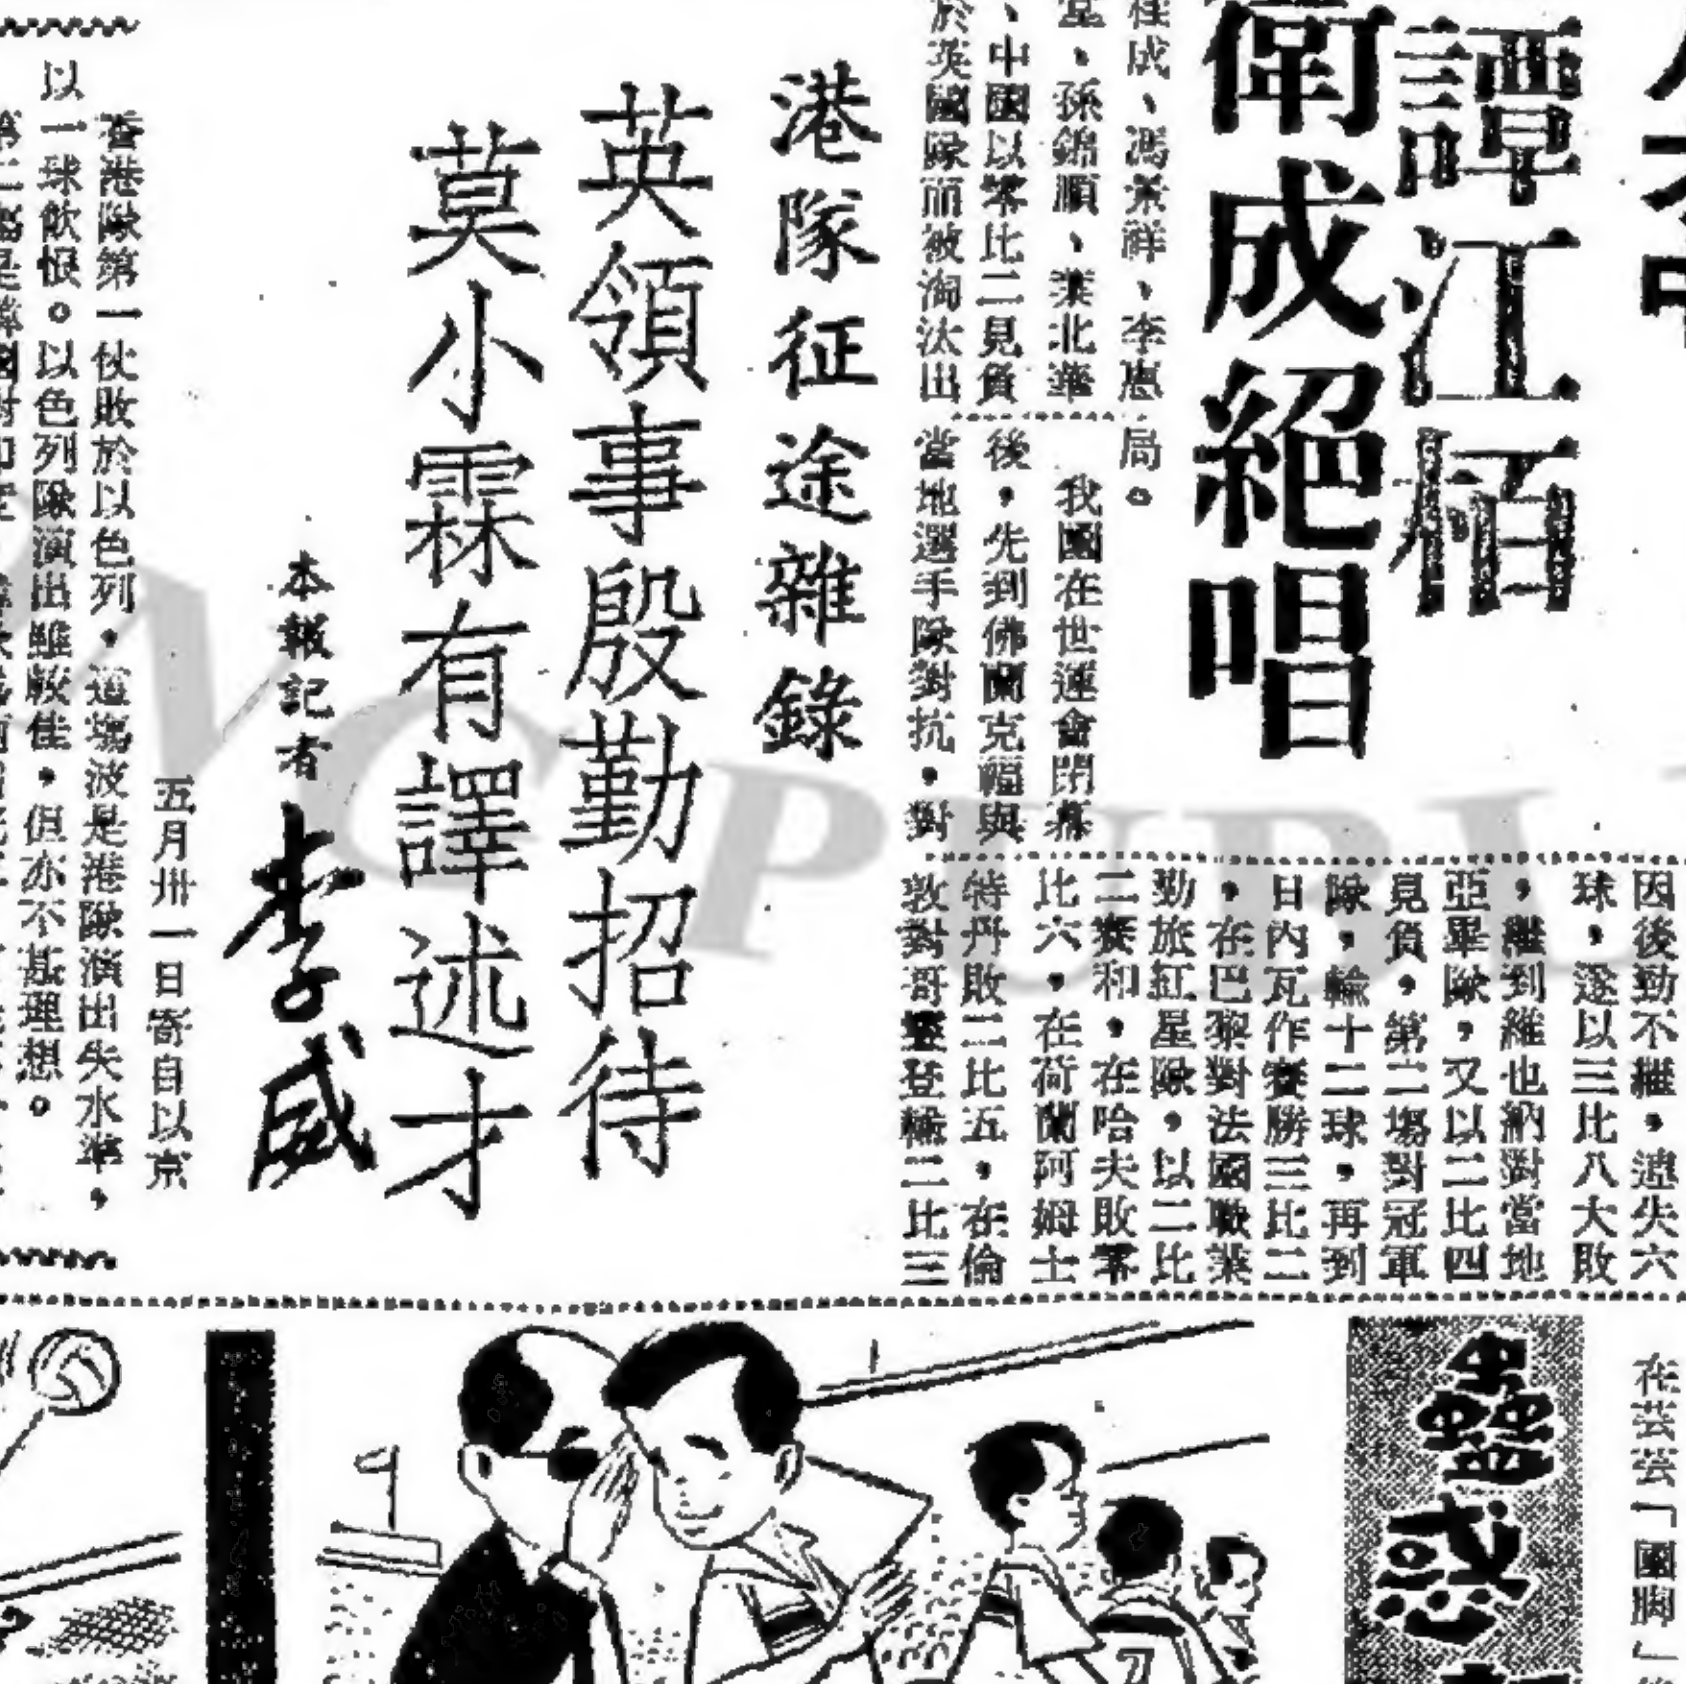 譚江栢
衛成絕唱
桂成、馮景祥、李惠
堂、孫錦順、葉北華
、中國以零比二見負
於英國隊而被淘汰出
局。
我國在世運會閉幕
後，先到佛蘭克福與
當地選手隊對抗，對
因後勁不繼，連失六
球，遂以三比八大敗
，繼到維也納對當地
亞畢隊，又以二比四
見負，第二場對冠軍
隊，輸十二球，再到
日內瓦作賽勝三比二
，在巴黎對法國職業
勁旅紅星隊，以二比
二賽和，在哈夫敗零
比六，在荷蘭阿姆士
特丹敗二比五，在倫
敦對哥靈登輸二比三
港隊征途雜錄
英領事殷勤招待
莫小霖有譯述才
本報記者 李威
五月卅一日寄自以京
香港隊第一伙敗於以色列，這場波是港隊演出失水準，
以一球飲恨。以色列隊演出雖較佳，但亦不甚理想。
蠱惑
在芸芸「國脚」
7
PUBL